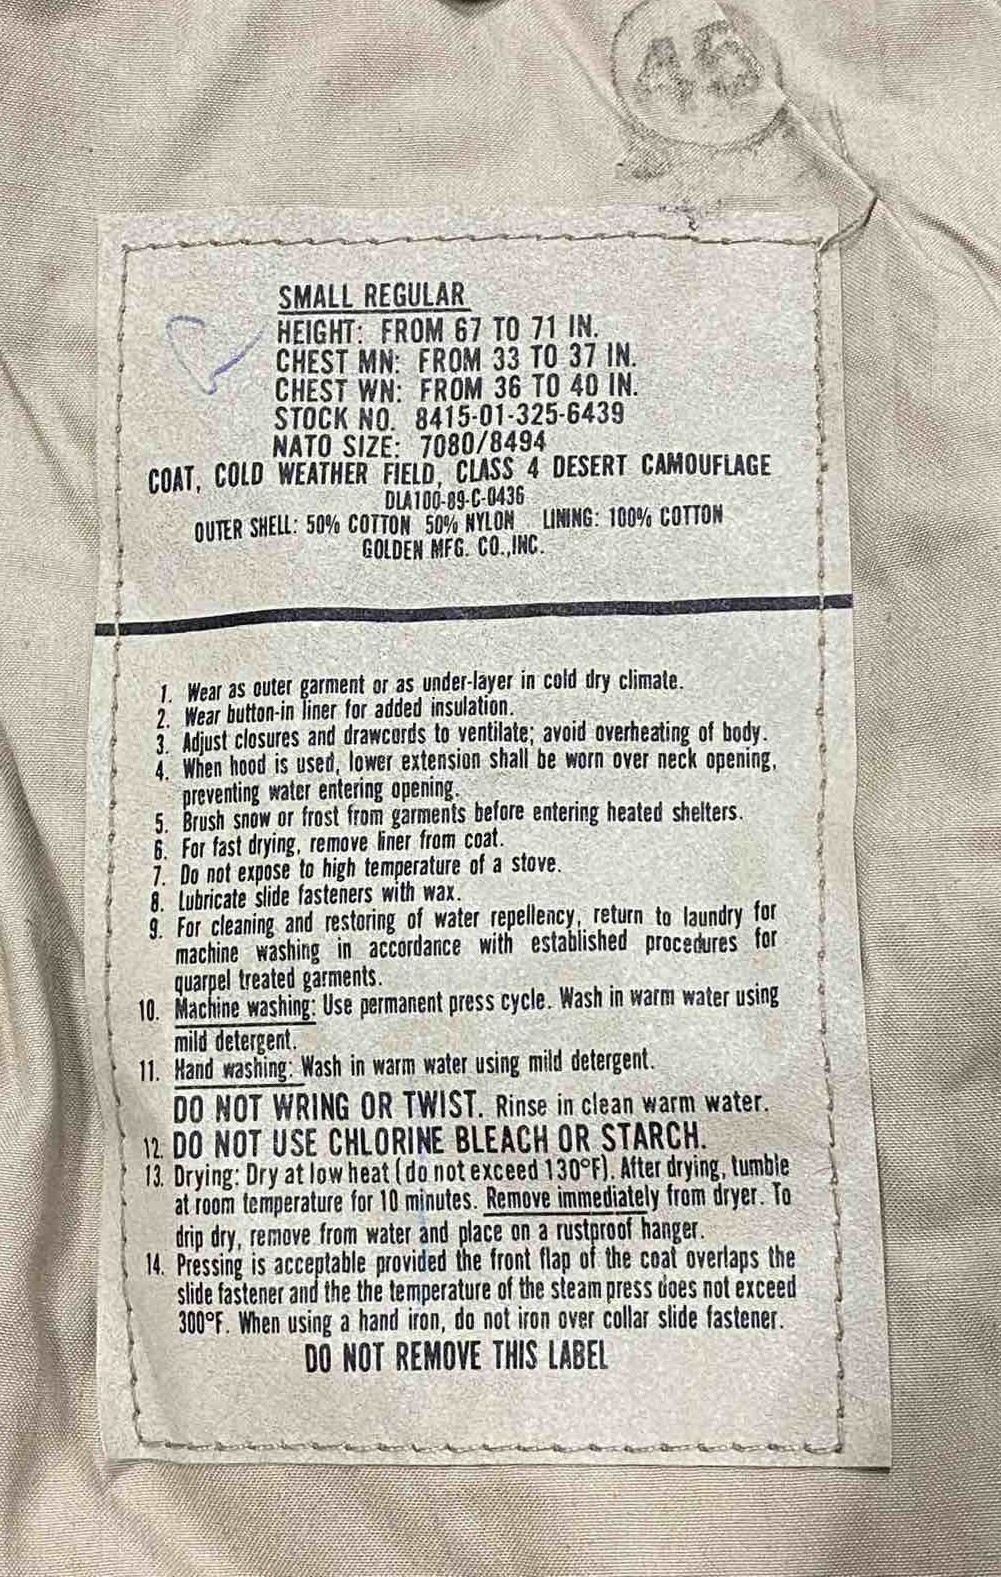 45
SMALL REGULAR
HEIGHT: FROM 67 TO 71 IN.
CHEST MN: FROM 33 TO 37 IN.
CHEST WN: FROM 36 TO 40 IN.
STOCK NO. 8415-01-325-6439
NATO SIZE: 7080/8494
COAT, COLD WEATHER FIELD, CLASS 4 DESERT CAMOUFLAGE
DLA100-89-C-0436
OUTER SHELL: 50% COTTON 50% NYLON LINING: 100% COTTON
GOLDEN MFG. CO.,INC.
1. Wear as outer garment or as under-layer in cold dry climate.
2. Wear button-in liner for added insulation.
3. Adjust closures and drawcords to ventilate; avoid overheating of body.
4. When hood is used, lower extension shall be worn over neck opening,
preventing water entering opening.
5. Brush snow or frost from garments before entering heated shelters.
6. For fast drying, remove liner from coat.
7. Do not expose to high temperature of a stove.
8. Lubricate slide fasteners with wax.
9. For cleaning and restoring of water repellency, return to laundry for
machine washing in accordance with established procedures for
quarpel treated garments.
10. Machine washing: Use permanent press cycle. Wash in warm water using
mild detergent.
11. Hand washing: Wash in warm water using mild detergent.
DO NOT WRING OR TWIST. Rinse in clean warm water.
12. DO NOT USE CHLORINE BLEACH OR STARCH.
13. Drying: Dry at low heat (do not exceed 130°F). After drying, tumble
at room temperature for 10 minutes. Remove immediately from dryer. To
drip dry, remove from water and place on a rustproof hanger.
14. Pressing is acceptable provided the front flap of the coat overlaps the
slide fastener and the the temperature of the steam press does not exceed
300°F. When using a hand iron, do not iron over collar slide fastener.
DO NOT REMOVE THIS LABEL